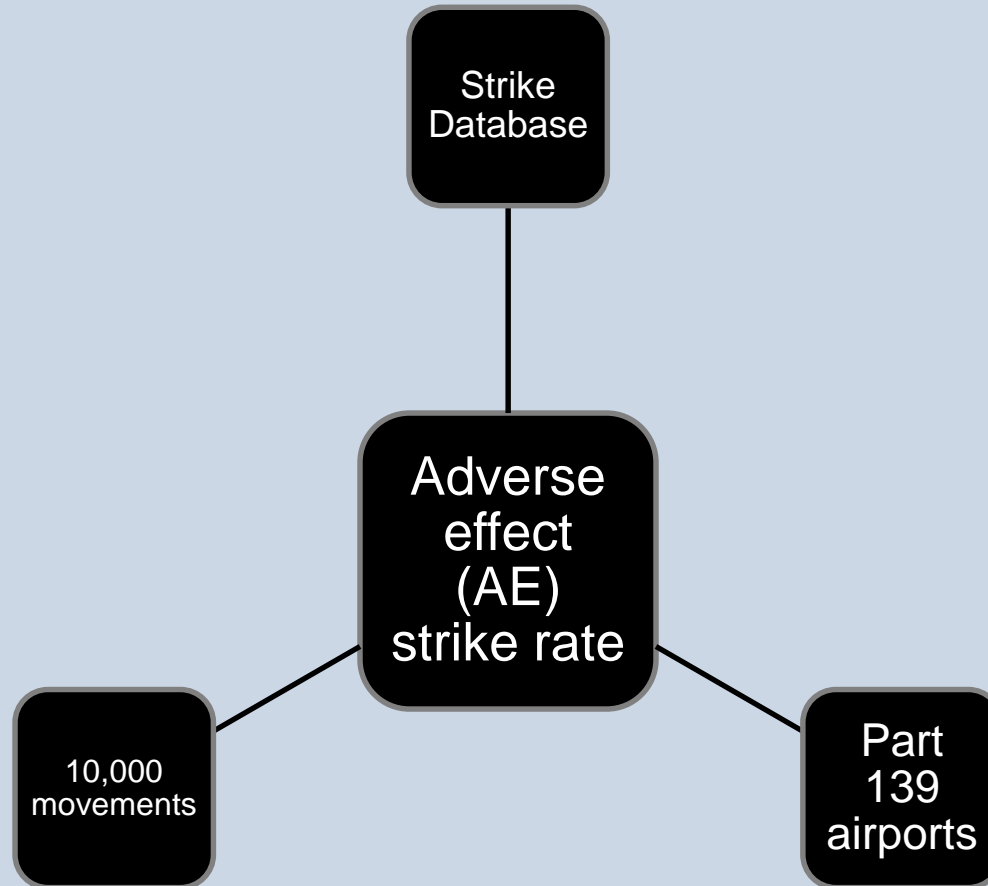 Strike
Database
Adverse
effect
(AE)
strike rate
10,000
movements
Part
139
airports